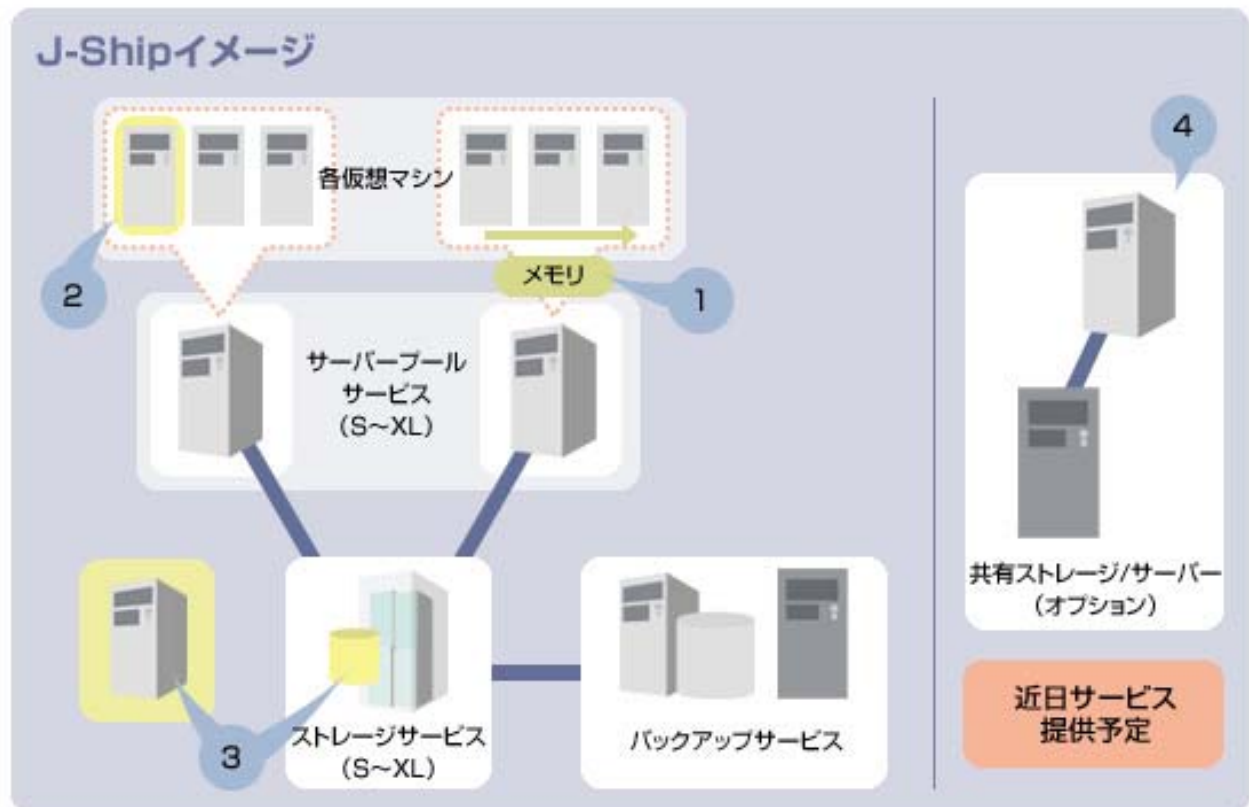 J-Shipイメージ
各仮想マシン
2
メモリ
1
サーバープール
サービス
(S～XL)
3
ストレージサービス
(S～XL)
バックアップサービス
4
共有ストレージ/サーバー
(オプション)
近日サービス
提供予定